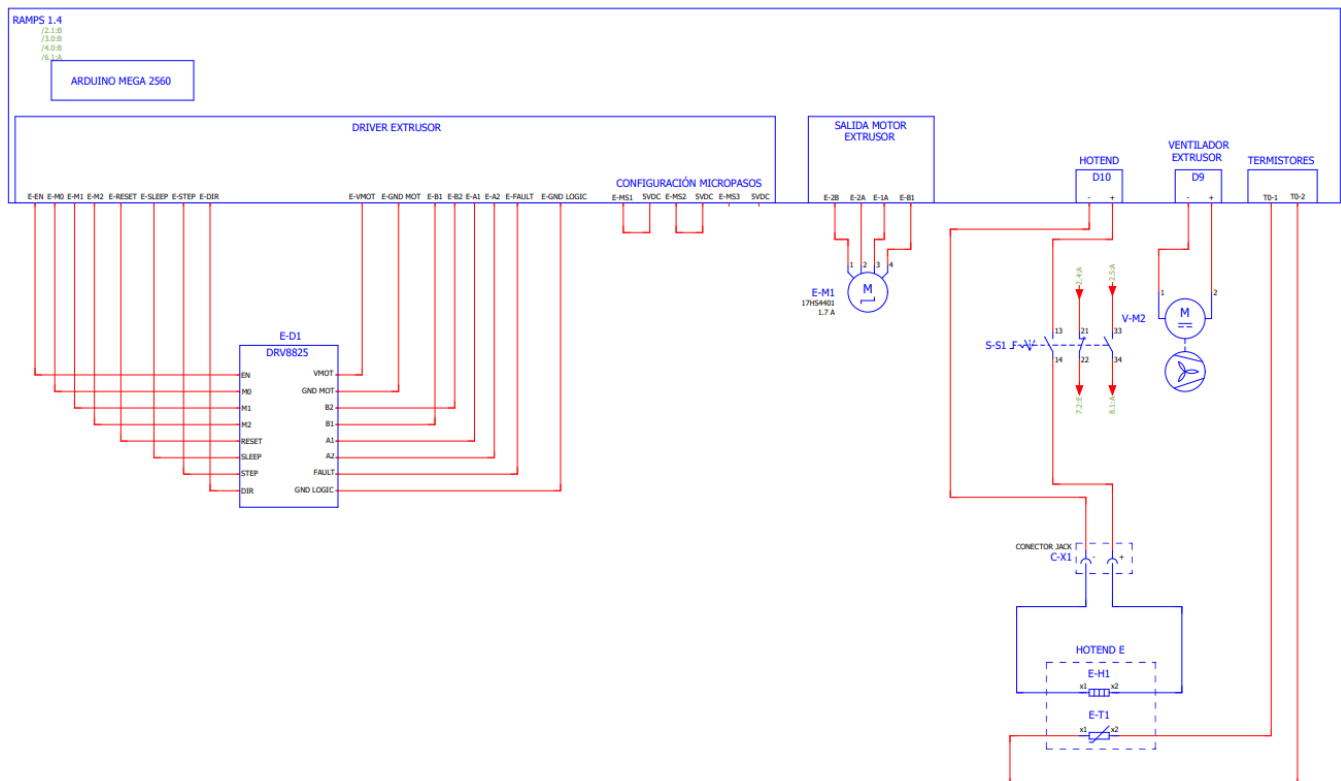 RAMPS 1.4
/2.1:B
/3.0:B
/4.0:B
/6.1:A
ARDUINO MEGA 2560
DRIVER EXTRUSOR
SALIDA MOTOR
EXTRUSOR
HOTEND
D10
- +
VENTILADOR
EXTRUSOR
D9
- +
TERMISTORES
T0-1 T0-2
CONFIGURACIÓN MICROPASOS
E-EN E-M0 E-M1 E-M2 E-RESET E-SLEEP E-STEP E-DIR
E-VMOT E-GND MOT E-B1 E-B2 E-A1 E-A2 E-FAULT E-GND LOGIC
E-MS1 5VDC E-MS2 5VDC E-MS3 5VDC
E-2B E-2A E-1A E-B1
1 2 3 4
M
E-M1
17HS4401
1.7 A
E-D1
DRV8825
EN
M0
M1
M2
RESET
SLEEP
STEP
DIR
VMOT
GND MOT
B2
B1
A1
A2
FAULT
GND LOGIC
2.4:A
2.5:A
S-S1
13 21 33
14 22 34
7.2:E
8.1:A
V-M2
1 2
M
CONECTOR JACK
C-X1
- +
HOTEND E
E-H1
x1 x2
E-T1
x1 x2